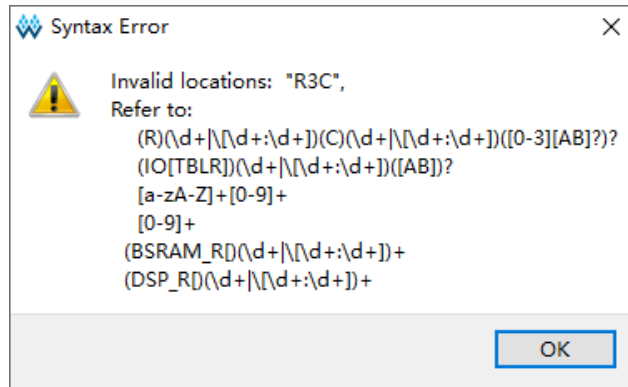 Syntax Error
Invalid locations: "R3C",
Refer to:
(R)(\d+|\[\d+:\d+])(C)(\d+|\[\d+:\d+])([0-3][AB]?)?
(IO[TBLR])(\d+|\[\d+:\d+])([AB])?
[a-zA-Z]+[0-9]+
[0-9]+
(BSRAM_R[)(\d+|\[\d+:\d+])+
(DSP_R[)(\d+|\[\d+:\d+])+
OK